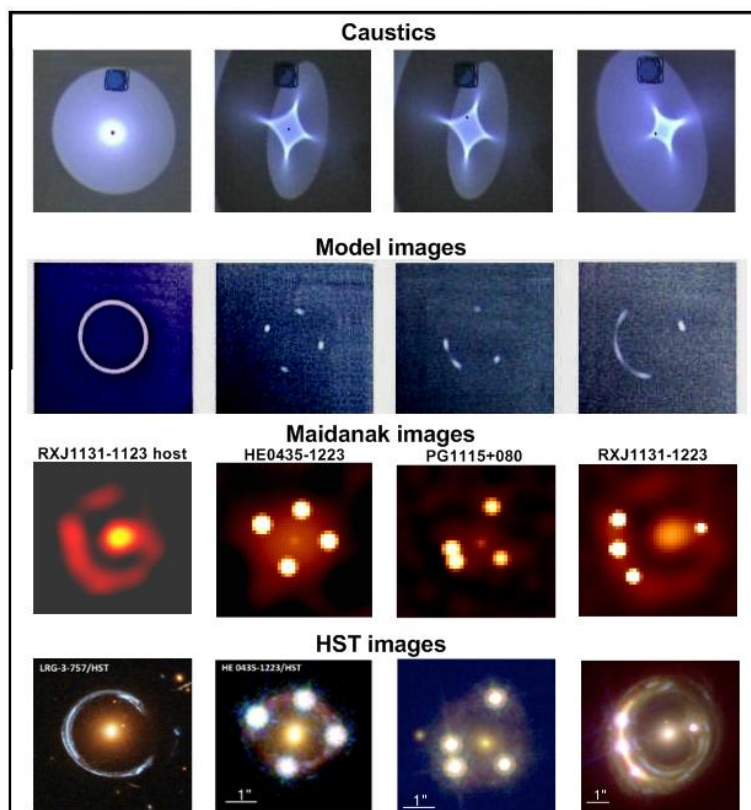 Caustics
Model images
Maidanak images
RXJ1131-1123 host HE0435-1223 PG1115+080 RXJ1131-1223
HST images
LRG-3-757/HST HE 0435-1223/HST
1" 1" 1"